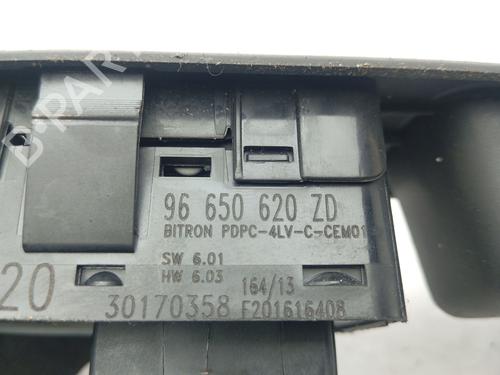 96 650 620 ZD
BITRON PDPC-4LV-C-CEM01
SW 6.01
HW 6.03
164/13
20
30170358
F201616408